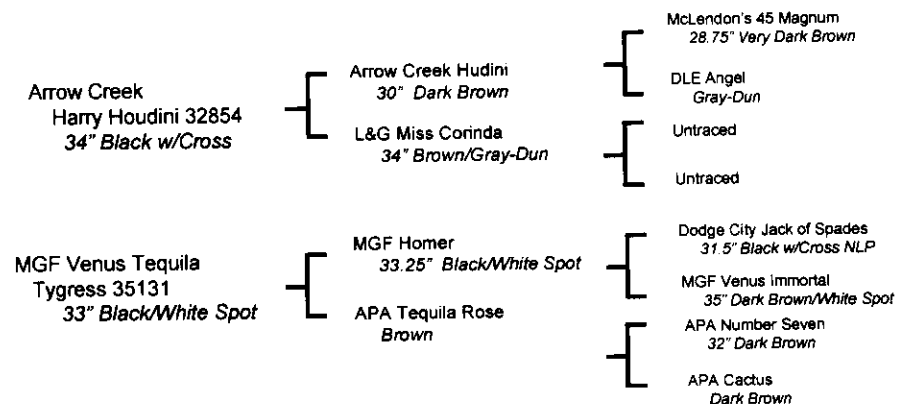 Arrow Creek
Harry Houdini 32854
34" Black w/Cross
Arrow Creek Hudini
30" Dark Brown
L&G Miss Corinda
34" Brown/Gray-Dun
McLendon's 45 Magnum
28.75" Very Dark Brown
DLE Angel
Gray-Dun
Untraced
Untraced
MGF Venus Tequila
Tygress 35131
33" Black/White Spot
MGF Homer
33.25" Black/White Spot
APA Tequila Rose
Brown
Dodge City Jack of Spades
31.5" Black w/Cross NLP
MGF Venus Immortal
35" Dark Brown/White Spot
APA Number Seven
32" Dark Brown
APA Cactus
Dark Brown